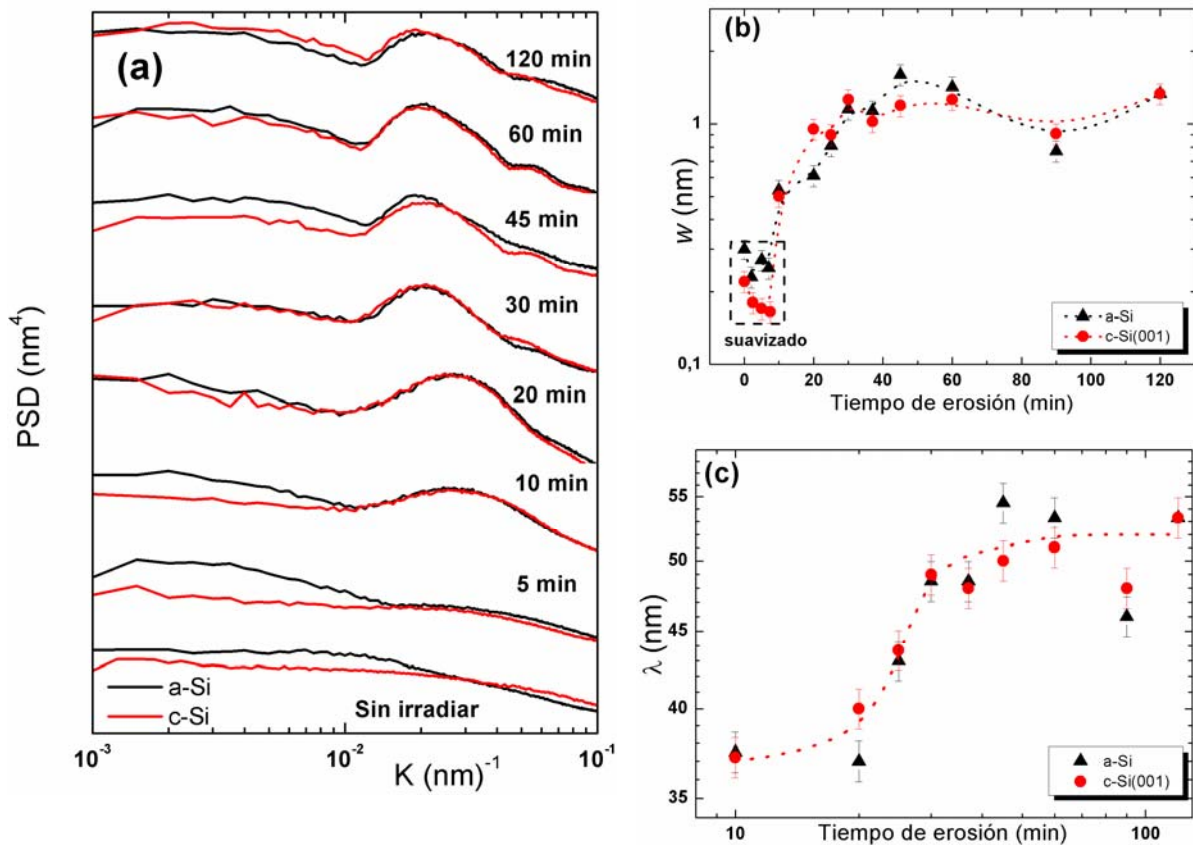 (a)
120 min
60 min
45 min
30 min
20 min
10 min
5 min
a-Si
c-Si
Sin irradiar
PSD (nm⁴)
10⁻³
10⁻²
10⁻¹
K (nm)⁻¹
(b)
1
0,1
w (nm)
suavizado
a-Si
c-Si(001)
0
20
40
60
80
100
120
Tiempo de erosión (min)
(c)
55
50
45
40
35
λ (nm)
a-Si
c-Si(001)
10
100
Tiempo de erosión (min)